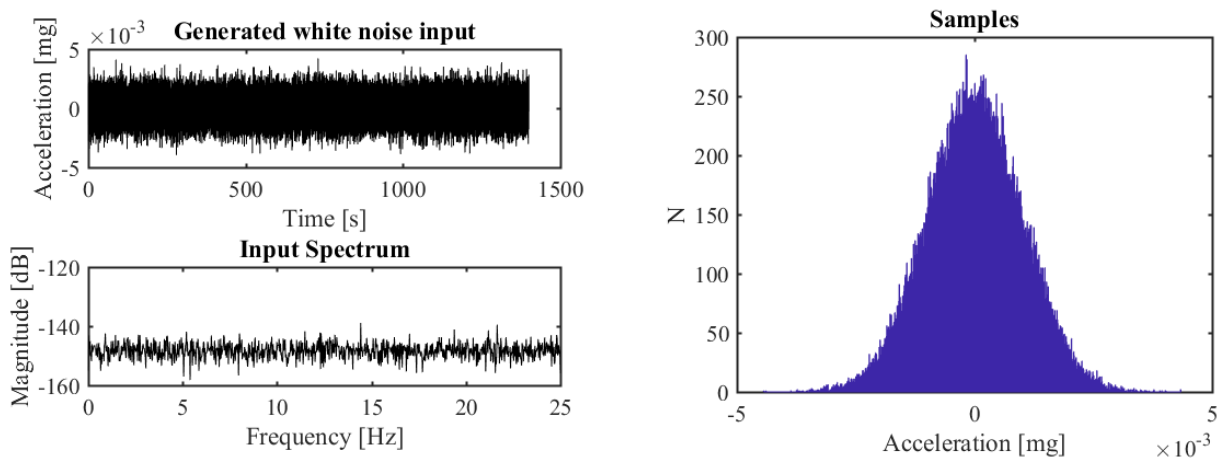 Generated white noise input
×10⁻³
Acceleration [mg]
5
0
-5
0 500 1000 1500
Time [s]
Input Spectrum
Magnitude [dB]
-120
-140
-160
0 5 10 15 20 25
Frequency [Hz]
Samples
N
300
250
200
150
100
50
0
-5 0 5
Acceleration [mg]
×10⁻³